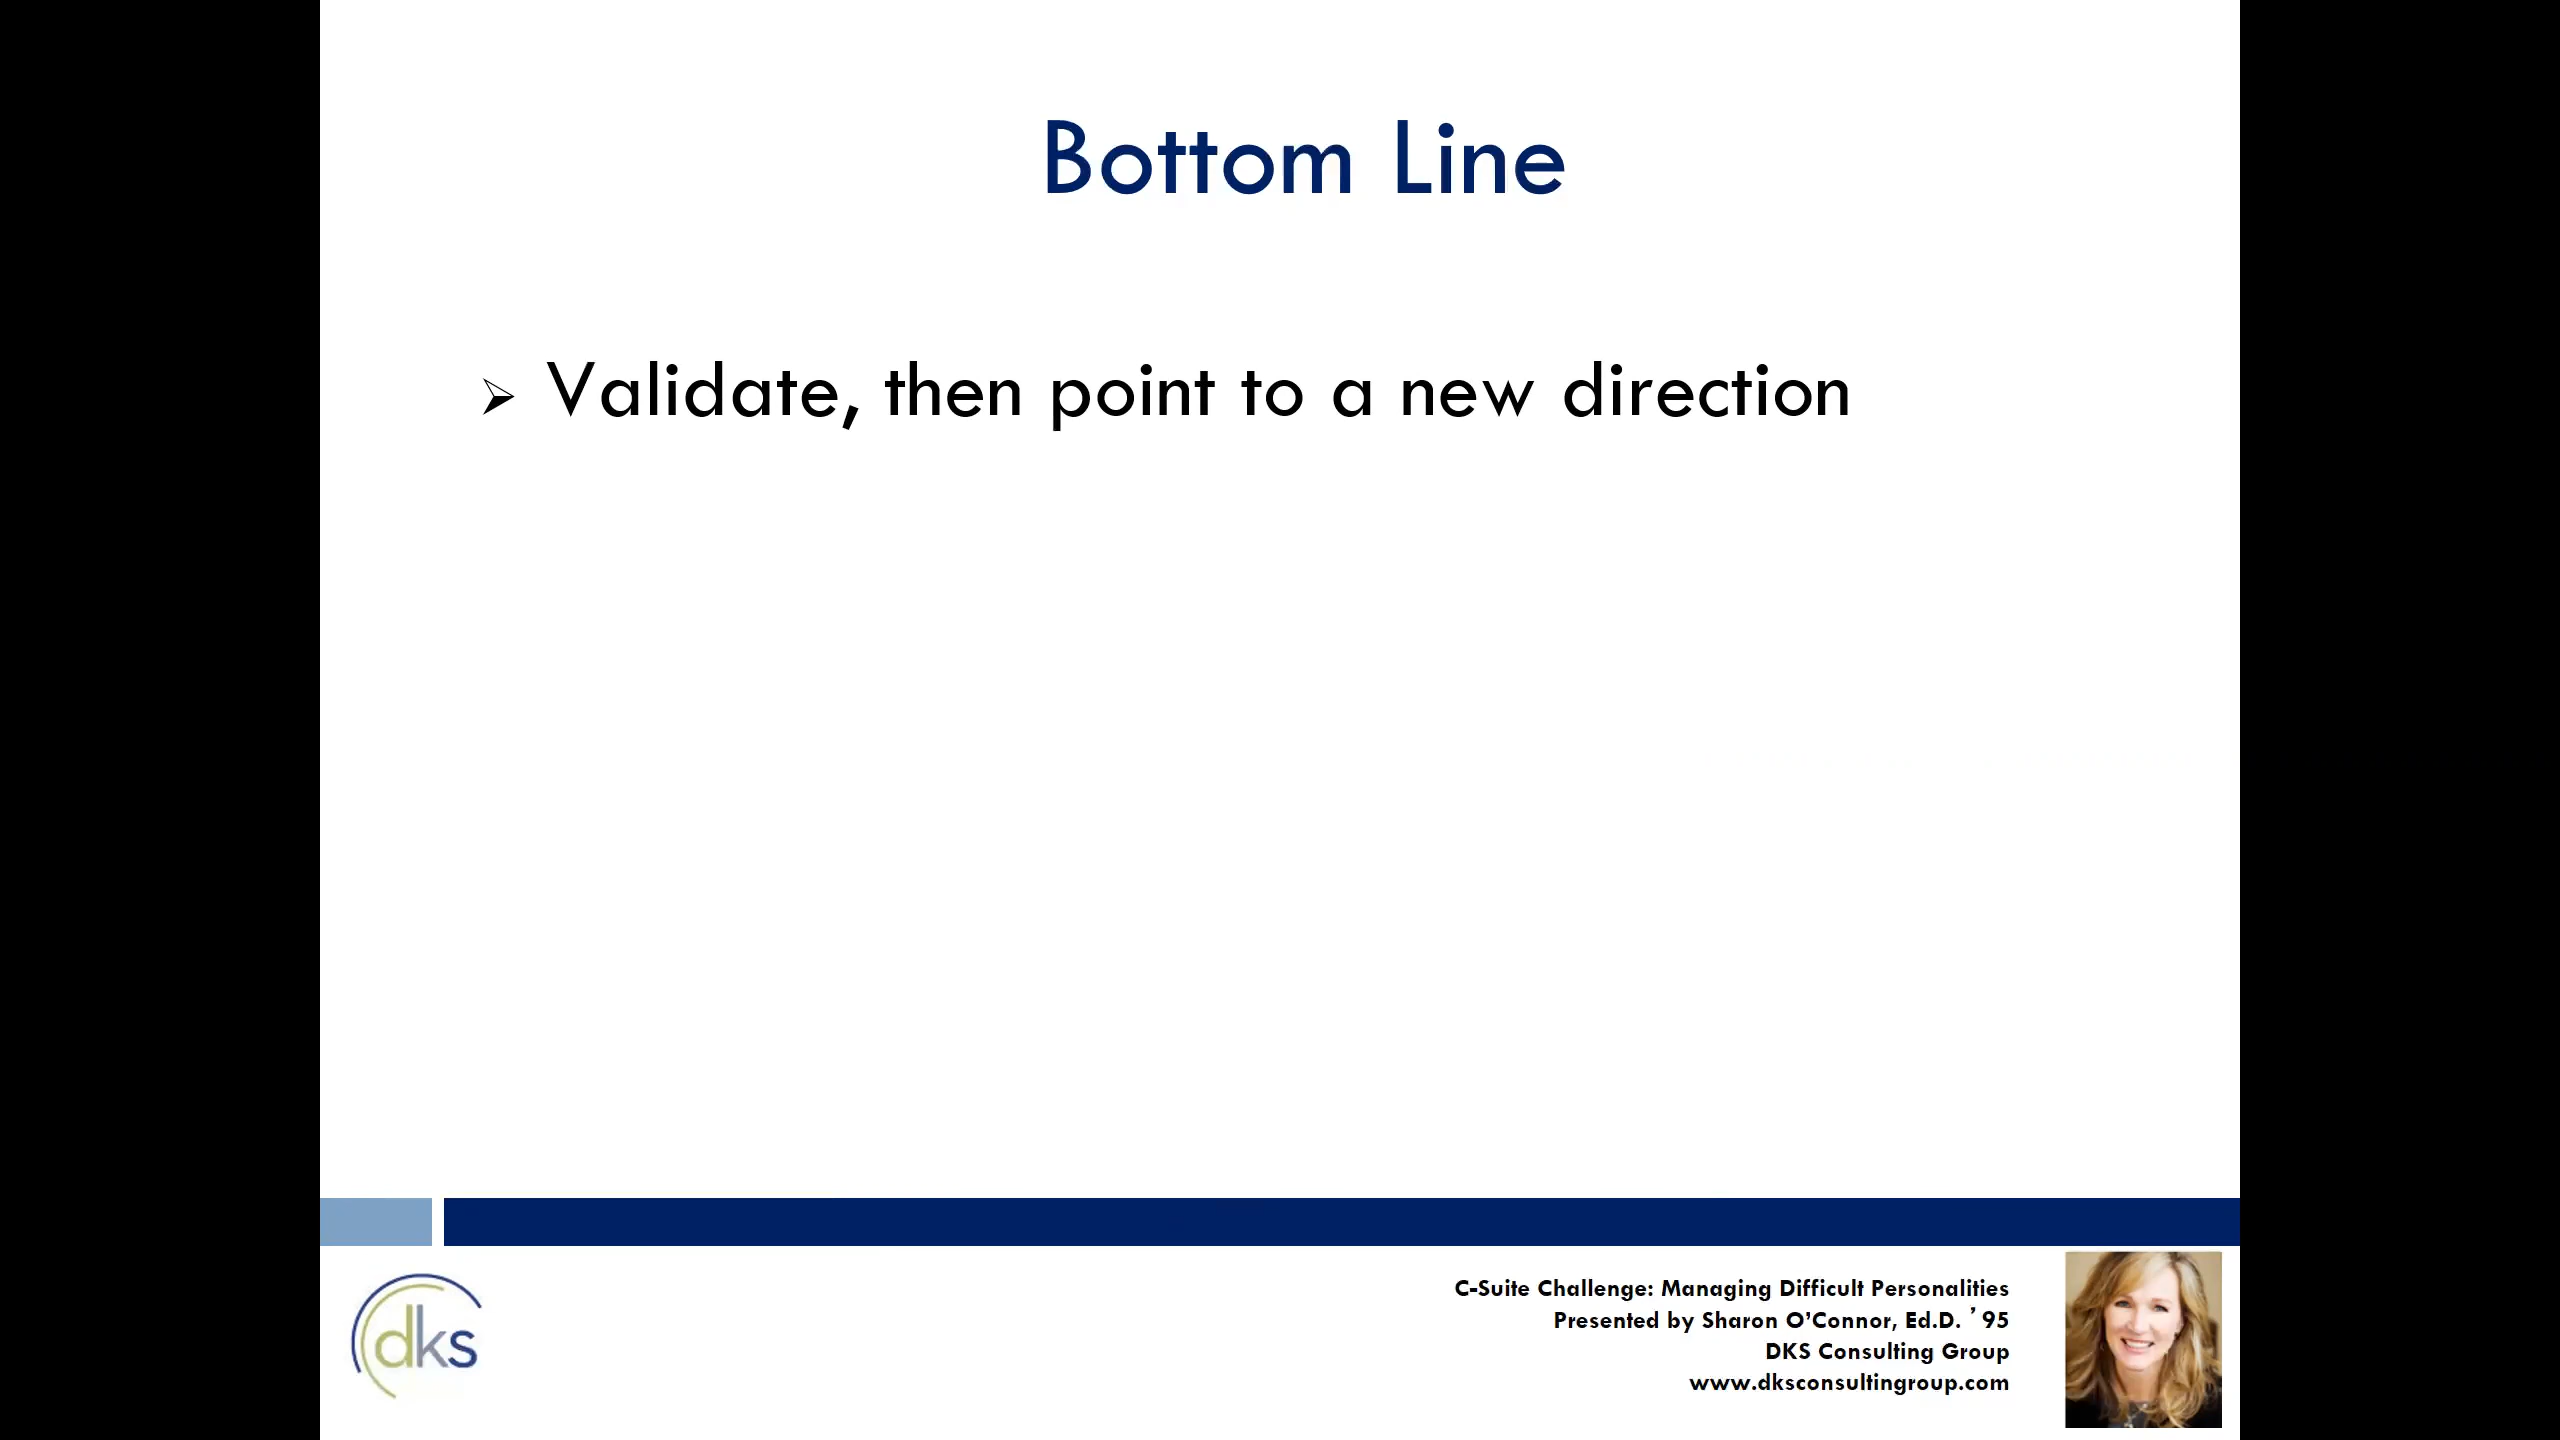 Bottom Line
Validate, then point to a new direction
dks
C-Suite Challenge: Managing Difficult Personalities
Presented by Sharon O’Connor, Ed.D. ’95
DKS Consulting Group
www.dksconsultingroup.com